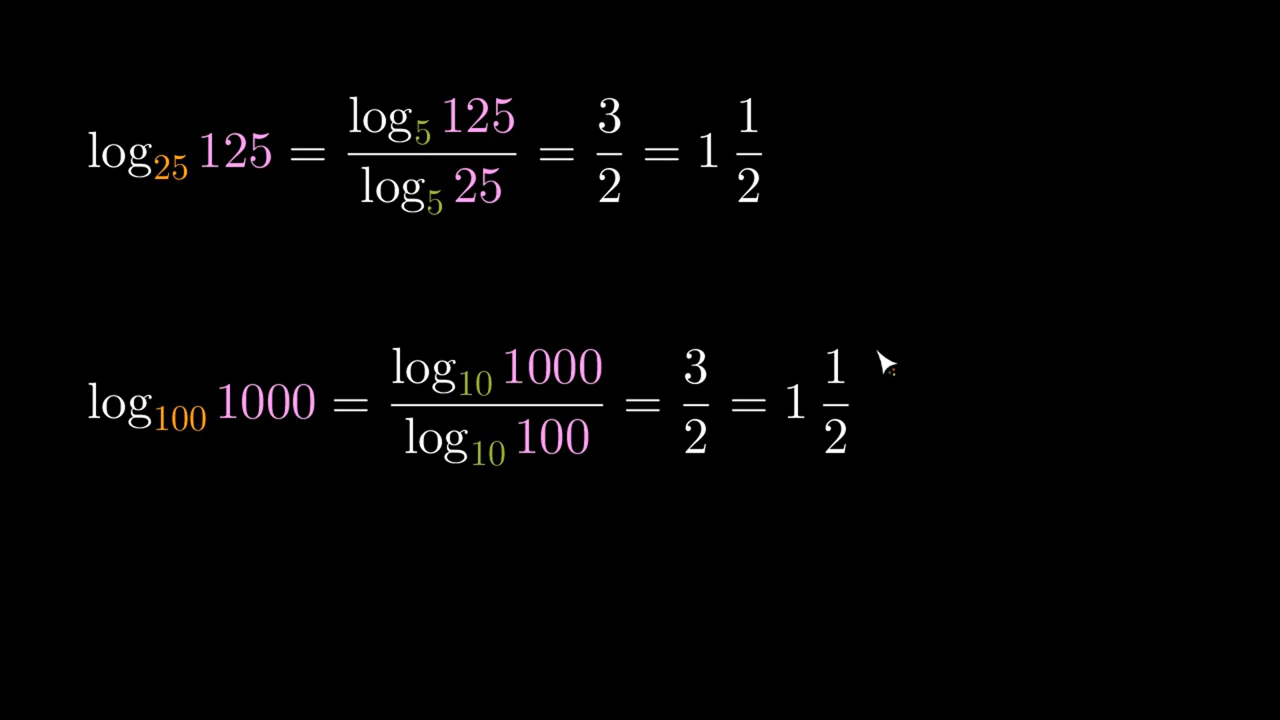 log₂₅ 125 = log₅ 125 / log₅ 25 = 3/2 = 1 1/2
log₁₀₀ 1000 = log₁₀ 1000 / log₁₀ 100 = 3/2 = 1 1/2